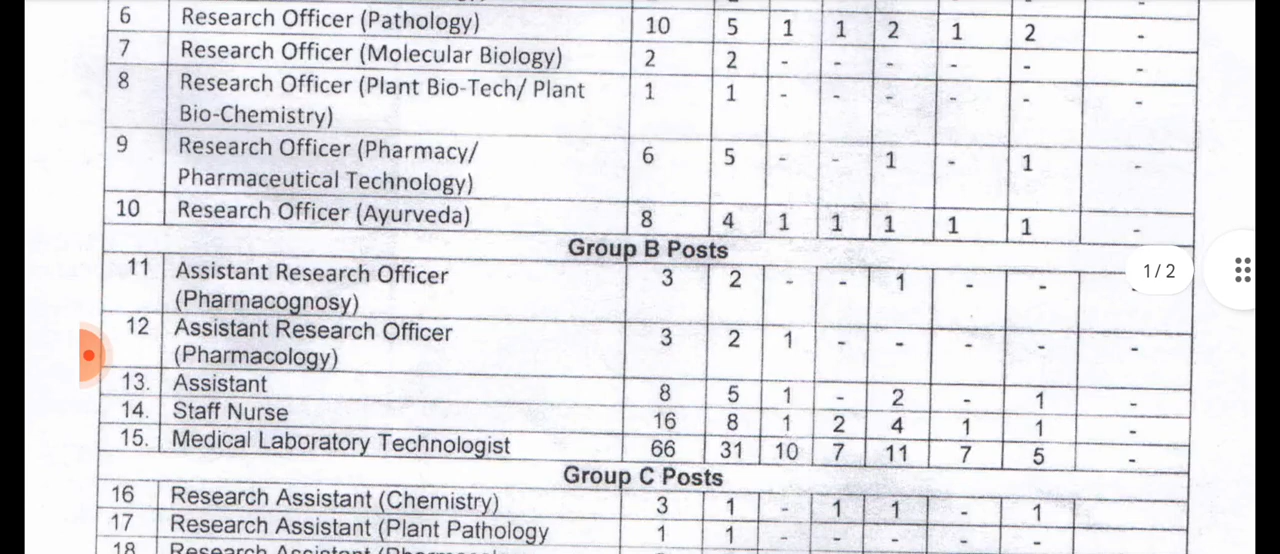 6 Research Officer (Pathology) 10 5 1 1 2 1 2 -
7 Research Officer (Molecular Biology) 2 2 - - - - - -
8 Research Officer (Plant Bio-Tech/ Plant 1 1 - - - - - -
Bio-Chemistry)
9 Research Officer (Pharmacy/ 6 5 - - 1 - 1 -
Pharmaceutical Technology)
10 Research Officer (Ayurveda) 8 4 1 1 1 1 1 -
Group B Posts
11 Assistant Research Officer 3 2 - - 1 - - -
(Pharmacognosy)
1 / 2
12 Assistant Research Officer 3 2 1 - - - - -
(Pharmacology)
13. Assistant 8 5 1 - 2 - 1 -
14. Staff Nurse 16 8 1 2 4 1 1 -
15. Medical Laboratory Technologist 66 31 10 7 11 7 5 -
Group C Posts
16 Research Assistant (Chemistry) 3 1 - 1 1 - 1 -
17 Research Assistant (Plant Pathology 1 1 - - - - - -
18 Research Assistant